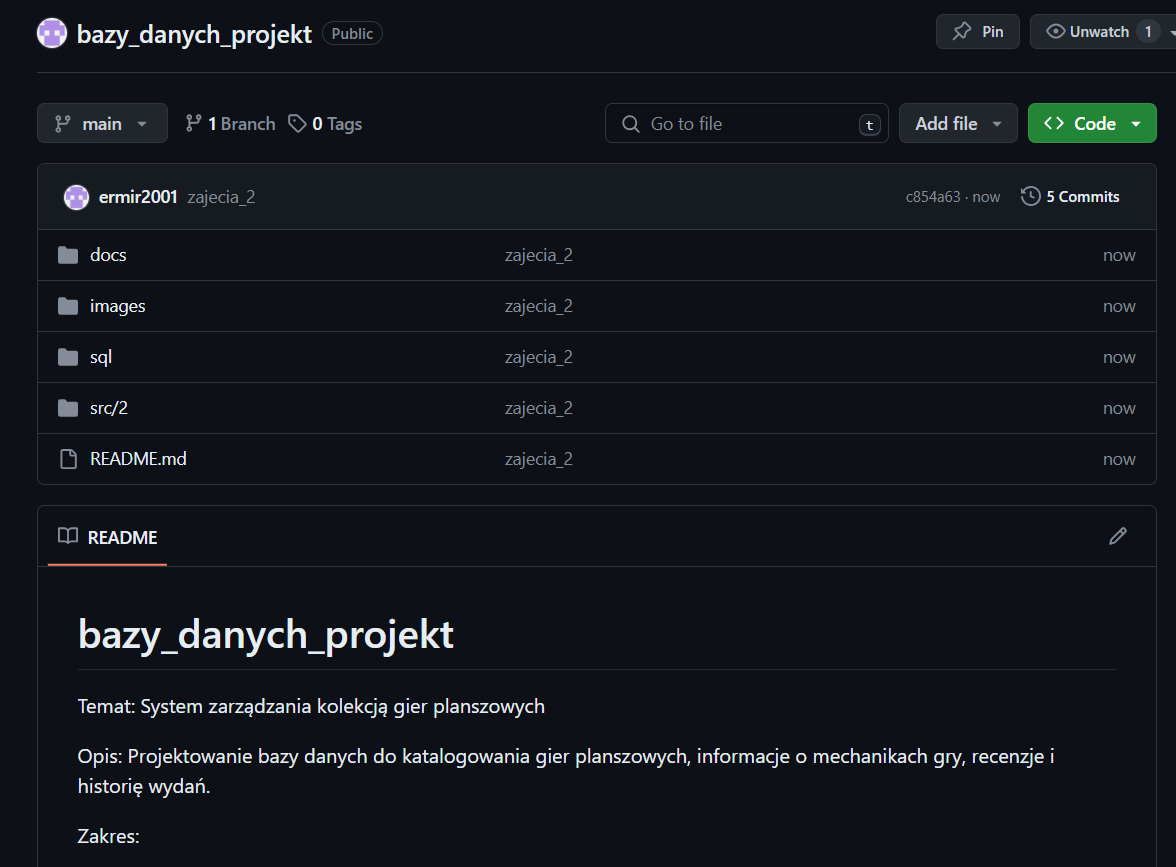 bazy_danych_projekt Public Pin Unwatch 1
main 1 Branch 0 Tags Go to file t Add file Code
ermir2001 zajecia_2 c854a63 · now 5 Commits
docs zajecia_2 now
images zajecia_2 now
sql zajecia_2 now
src/2 zajecia_2 now
README.md zajecia_2 now
README
bazy_danych_projekt
Temat: System zarządzania kolekcją gier planszowych
Opis: Projektowanie bazy danych do katalogowania gier planszowych, informacje o mechanikach gry, recenzje i
historię wydań.
Zakres: